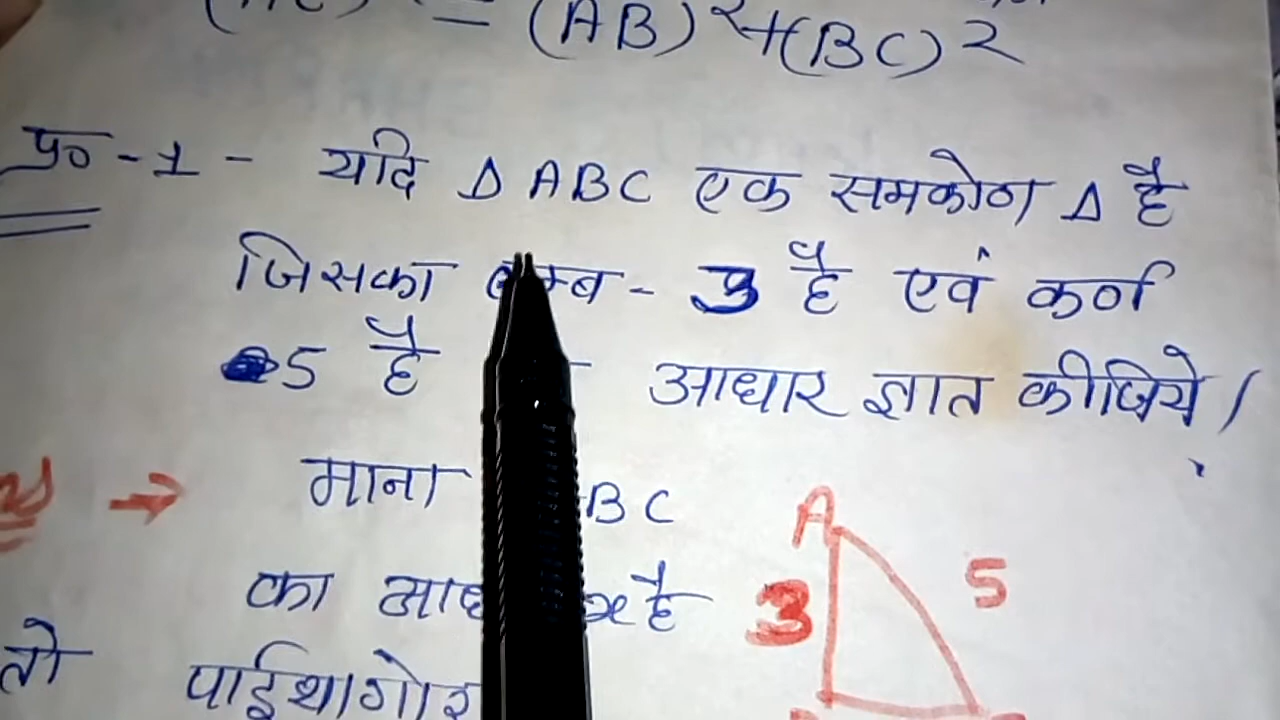 = (AB)²+(BC)²
प्र०-1- यदि Δ ABC एक समकोण Δ है
जिसका लम्ब - 3 है एवं कर्ण
5 है आधार ज्ञात कीजिये।
माना BC
A
5
का x है
3
तो